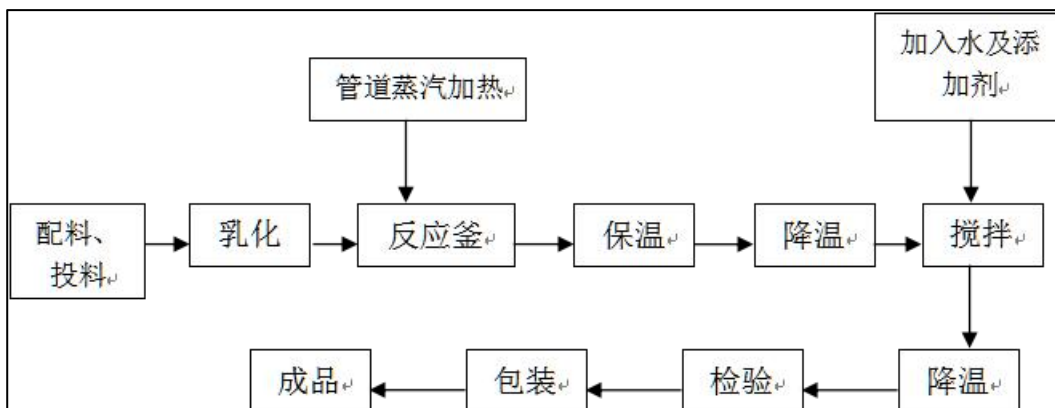 加入水及添
加剂
管道蒸汽加热
配料、
投料
乳化
反应釜
保温
降温
搅拌
降温
检验
包装
成品